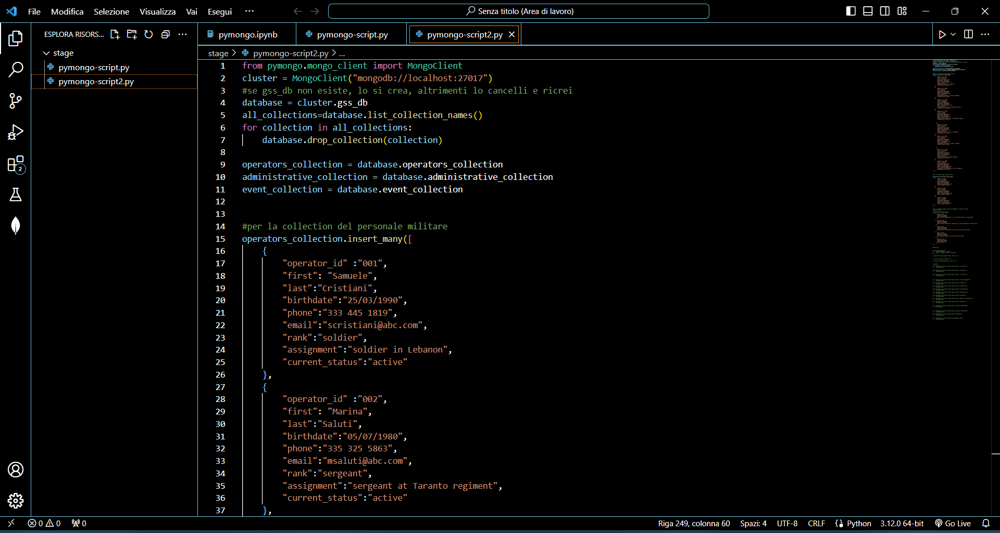 File Modifica Selezione Visualizza Vai Esegui ··· Senza titolo (Area di lavoro)
ESPLORA RISORS...
stage
pymongo-script.py
pymongo-script2.py
2
pymongo.ipynb pymongo-script.py pymongo-script2.py
stage > pymongo-script2.py > ...
1 from pymongo.mongo_client import MongoClient
2 cluster = MongoClient("mongodb://localhost:27017")
3 #se gss_db non esiste, lo si crea, altrimenti lo cancelli e ricrei
4 database = cluster.gss_db
5 all_collections=database.list_collection_names()
6 for collection in all_collections:
7 database.drop_collection(collection)
8
9 operators_collection = database.operators_collection
10 administrative_collection = database.administrative_collection
11 event_collection = database.event_collection
12
13
14 #per la collection del personale militare
15 operators_collection.insert_many([
16 {
17 "operator_id" :"001",
18 "first": "Samuele",
19 "last":"Cristiani",
20 "birthdate":"25/03/1990",
21 "phone":"333 445 1819",
22 "email":"scristiani@abc.com",
23 "rank":"soldier",
24 "assignment":"soldier in Lebanon",
25 "current_status":"active"
26 },
27 {
28 "operator_id" :"002",
29 "first": "Marina",
30 "last":"Saluti",
31 "birthdate":"05/07/1980",
32 "phone":"335 325 5863",
33 "email":"msaluti@abc.com",
34 "rank":"sergeant",
35 "assignment":"sergeant at Taranto regiment",
36 "current_status":"active"
37 },
0 0 0 Riga 249, colonna 60 Spazi: 4 UTF-8 CRLF Python 3.12.0 64-bit Go Live